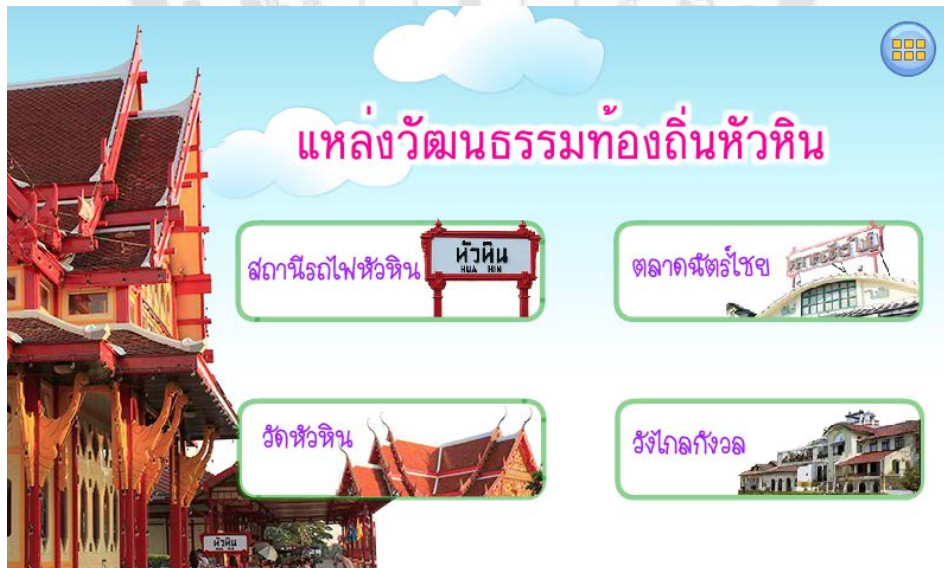 แหล่งวัฒนธรรมท้องถิ่นหัวหิน
สถานีรถไฟหัวหิน
หัวหิน
HUA HIN
ตลาดฉัตร์ไชย
วัดหัวหิน
วังไกลกังวล
หัวหิน
HUA HIN